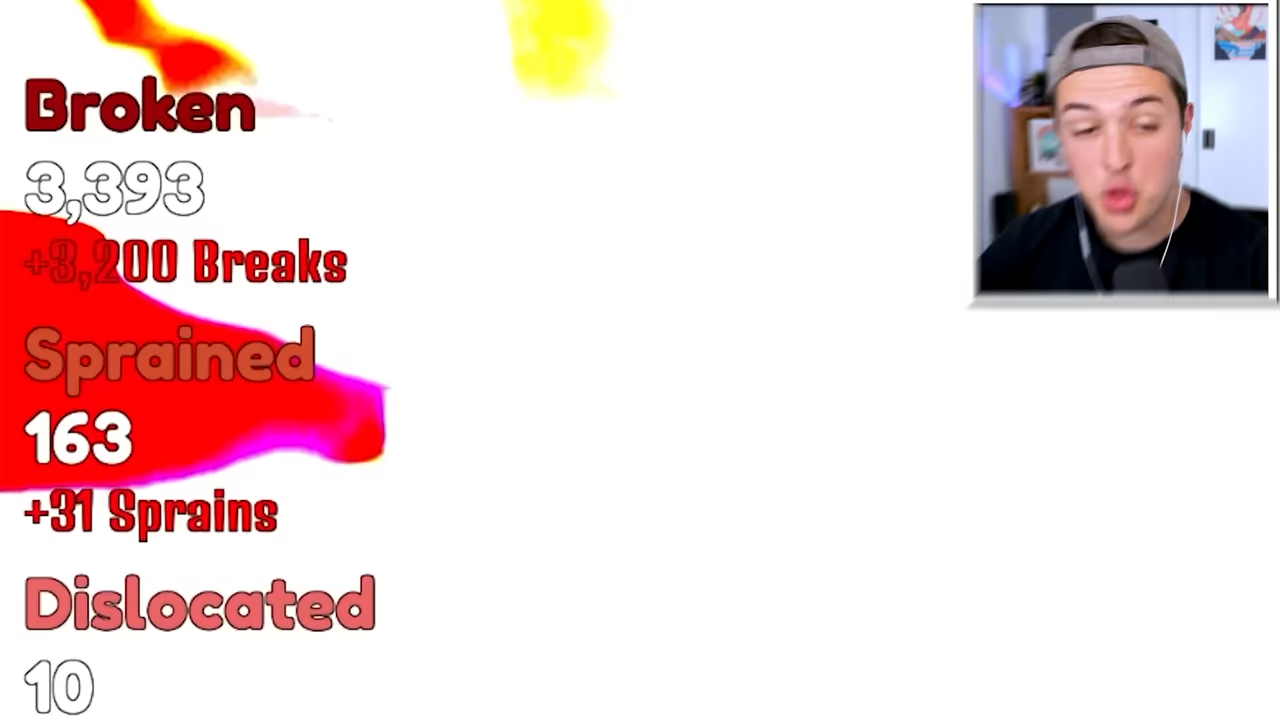 Broken
3,393
+3,200 Breaks
Sprained
163
+31 Sprains
Dislocated
10